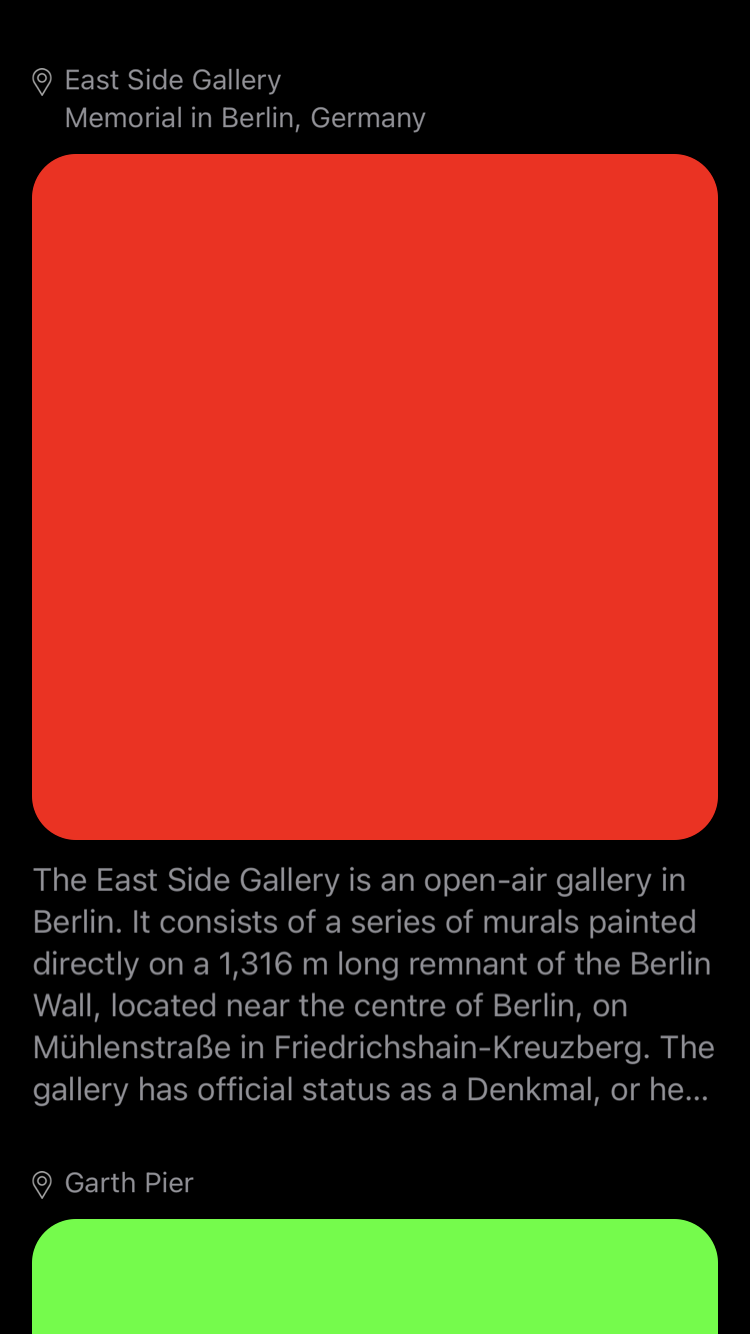 East Side Gallery
Memorial in Berlin, Germany
The East Side Gallery is an open-air gallery in
Berlin. It consists of a series of murals painted
directly on a 1,316 m long remnant of the Berlin
Wall, located near the centre of Berlin, on
Mühlenstraße in Friedrichshain-Kreuzberg. The
gallery has official status as a Denkmal, or he...
Garth Pier